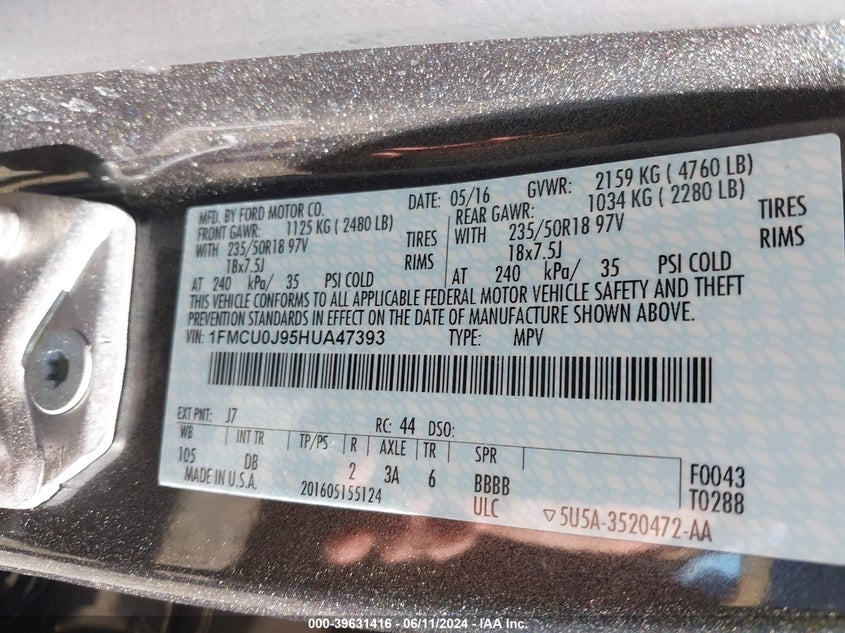 MFD. BY FORD MOTOR CO. DATE: 05/16 GVWR: 2159 KG ( 4760 LB)
FRONT GAWR: 1125 KG ( 2480 LB) REAR GAWR: 1034 KG ( 2280 LB)
WITH 235/50R18 97V TIRES WITH 235/50R18 97V TIRES
18x7.5J RIMS 18x7.5J RIMS
AT 240 kPa/ 35 PSI COLD AT 240 kPa/ 35 PSI COLD
THIS VEHICLE CONFORMS TO ALL APPLICABLE FEDERAL MOTOR VEHICLE SAFETY AND THEFT
PREVENTION STANDARDS IN EFFECT ON THE DATE OF MANUFACTURE SHOWN ABOVE.
VIN: 1FMCU0J95HUA47393 TYPE: MPV
EXT PNT: J7 RC: 44 DSO:
WB INT TR TP/PS R AXLE TR SPR
105 DB 2 3A 6 BBBB F0043
MADE IN U.S.A. 201605155124 ULC T0288
▽5U5A-3520472-AA
000-39631416 - 06/11/2024 - IAA Inc.